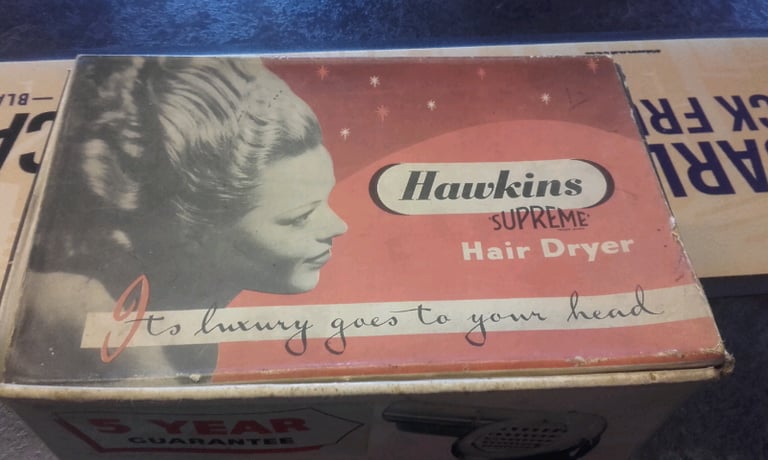 Hawkins
'SUPREME'
Hair Dryer
Its luxury goes to your head
5 YEAR
GUARANTEE